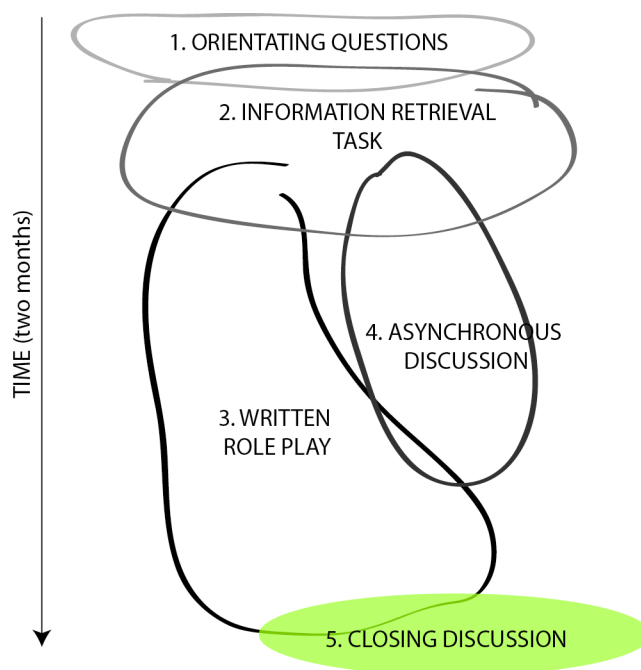 1. ORIENTATING QUESTIONS
2. INFORMATION RETRIEVAL
TASK
TIME (two months)
4. ASYNCHRONOUS
DISCUSSION
3. WRITTEN
ROLE PLAY
5. CLOSING DISCUSSION